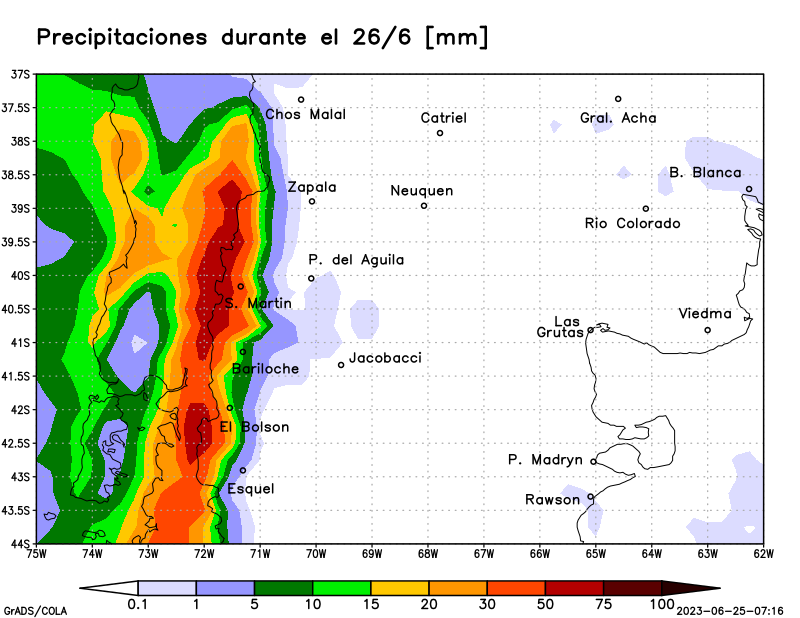 Precipitaciones durante el 26/6 [mm]
37S
37.5S
Chos Malal
Catriel
Gral. Acha
38S
38.5S
B. Blanca
Zapala
Neuquen
39S
Rio Colorado
39.5S
P. del Aguila
40S
S. Martin
40.5S
Viedma
Las
Grutas
41S
Jacobacci
Bariloche
41.5S
42S
El Bolson
42.5S
P. Madryn
43S
Esquel
Rawson
43.5S
44S
75W 74W 73W 72W 71W 70W 69W 68W 67W 66W 65W 64W 63W 62W
0.1 1 5 10 15 20 30 50 75 100
GrADS/COLA
2023-06-25-07:16